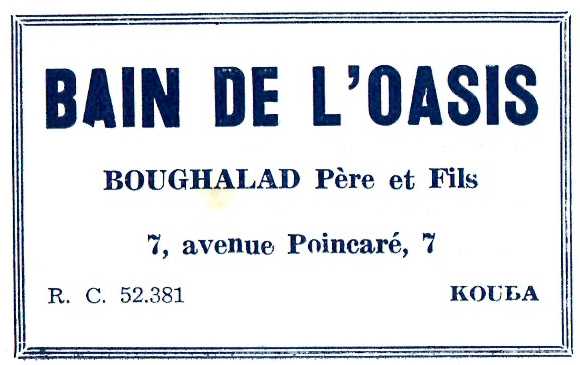 BAIN DE L'OASIS
BOUGHALAD Père et Fils
7, avenue Poincaré, 7
R. C. 52.381
KOUBA